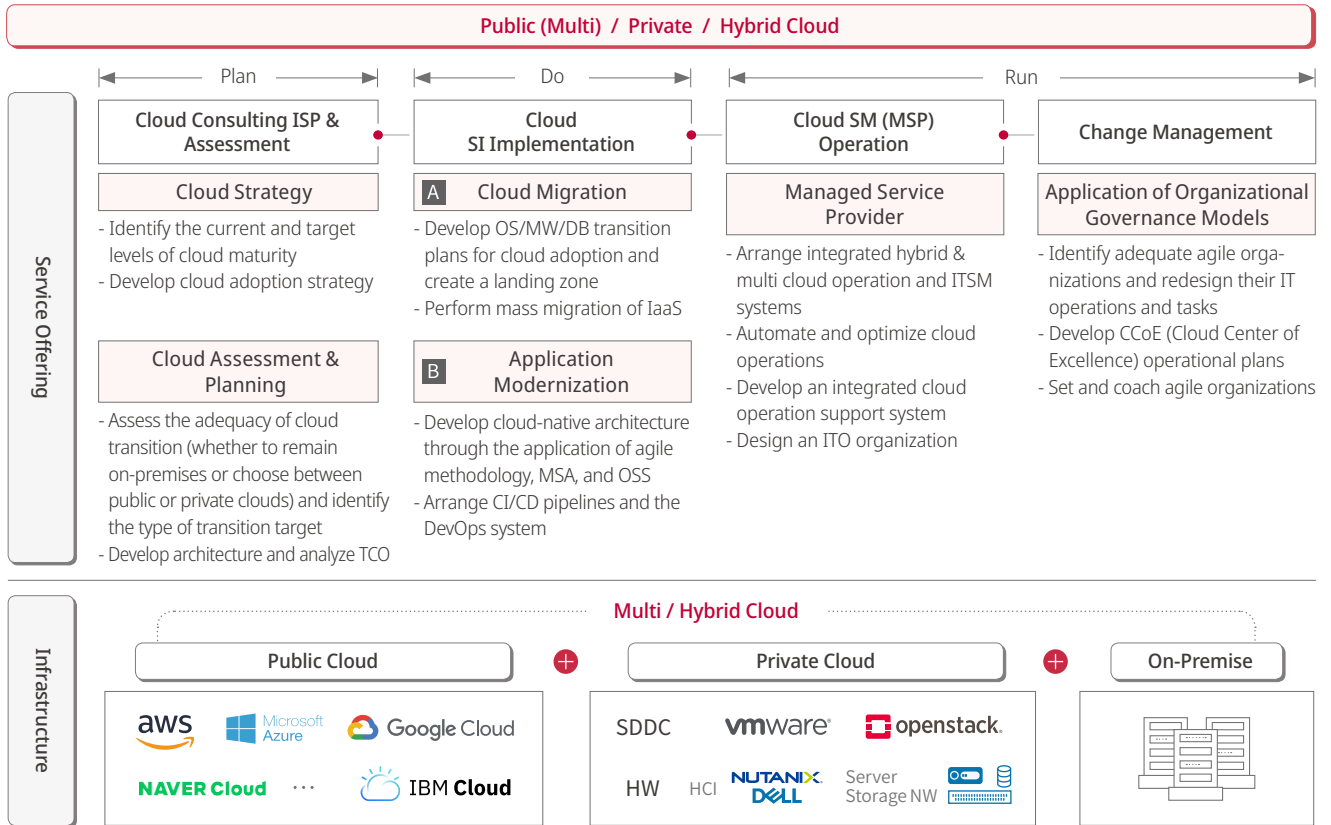 Public (Multi) / Private / Hybrid Cloud
Plan
Do
Run
Service Offering
Cloud Consulting ISP &
Assessment
Cloud
SI Implementation
Cloud SM (MSP)
Operation
Change Management
Cloud Strategy
- Identify the current and target
levels of cloud maturity
- Develop cloud adoption strategy
Cloud Assessment &
Planning
- Assess the adequacy of cloud
transition (whether to remain
on-premises or choose between
public or private clouds) and identify
the type of transition target
- Develop architecture and analyze TCO
A Cloud Migration
- Develop OS/MW/DB transition
plans for cloud adoption and
create a landing zone
- Perform mass migration of IaaS
B Application
Modernization
- Develop cloud-native architecture
through the application of agile
methodology, MSA, and OSS
- Arrange CI/CD pipelines and the
DevOps system
Managed Service
Provider
- Arrange integrated hybrid &
multi cloud operation and ITSM
systems
- Automate and optimize cloud
operations
- Develop an integrated cloud
operation support system
- Design an ITO organization
Application of Organizational
Governance Models
- Identify adequate agile orga-
nizations and redesign their IT
operations and tasks
- Develop CCoE (Cloud Center of
Excellence) operational plans
- Set and coach agile organizations
Infrastructure
Multi / Hybrid Cloud
Public Cloud
Private Cloud
On-Premise
aws
Microsoft
Azure
Google Cloud
NAVER Cloud
...
IBM Cloud
SDDC
vmware®
openstack.
HW
HCI
NUTANIX.
DELL
Server
Storage NW